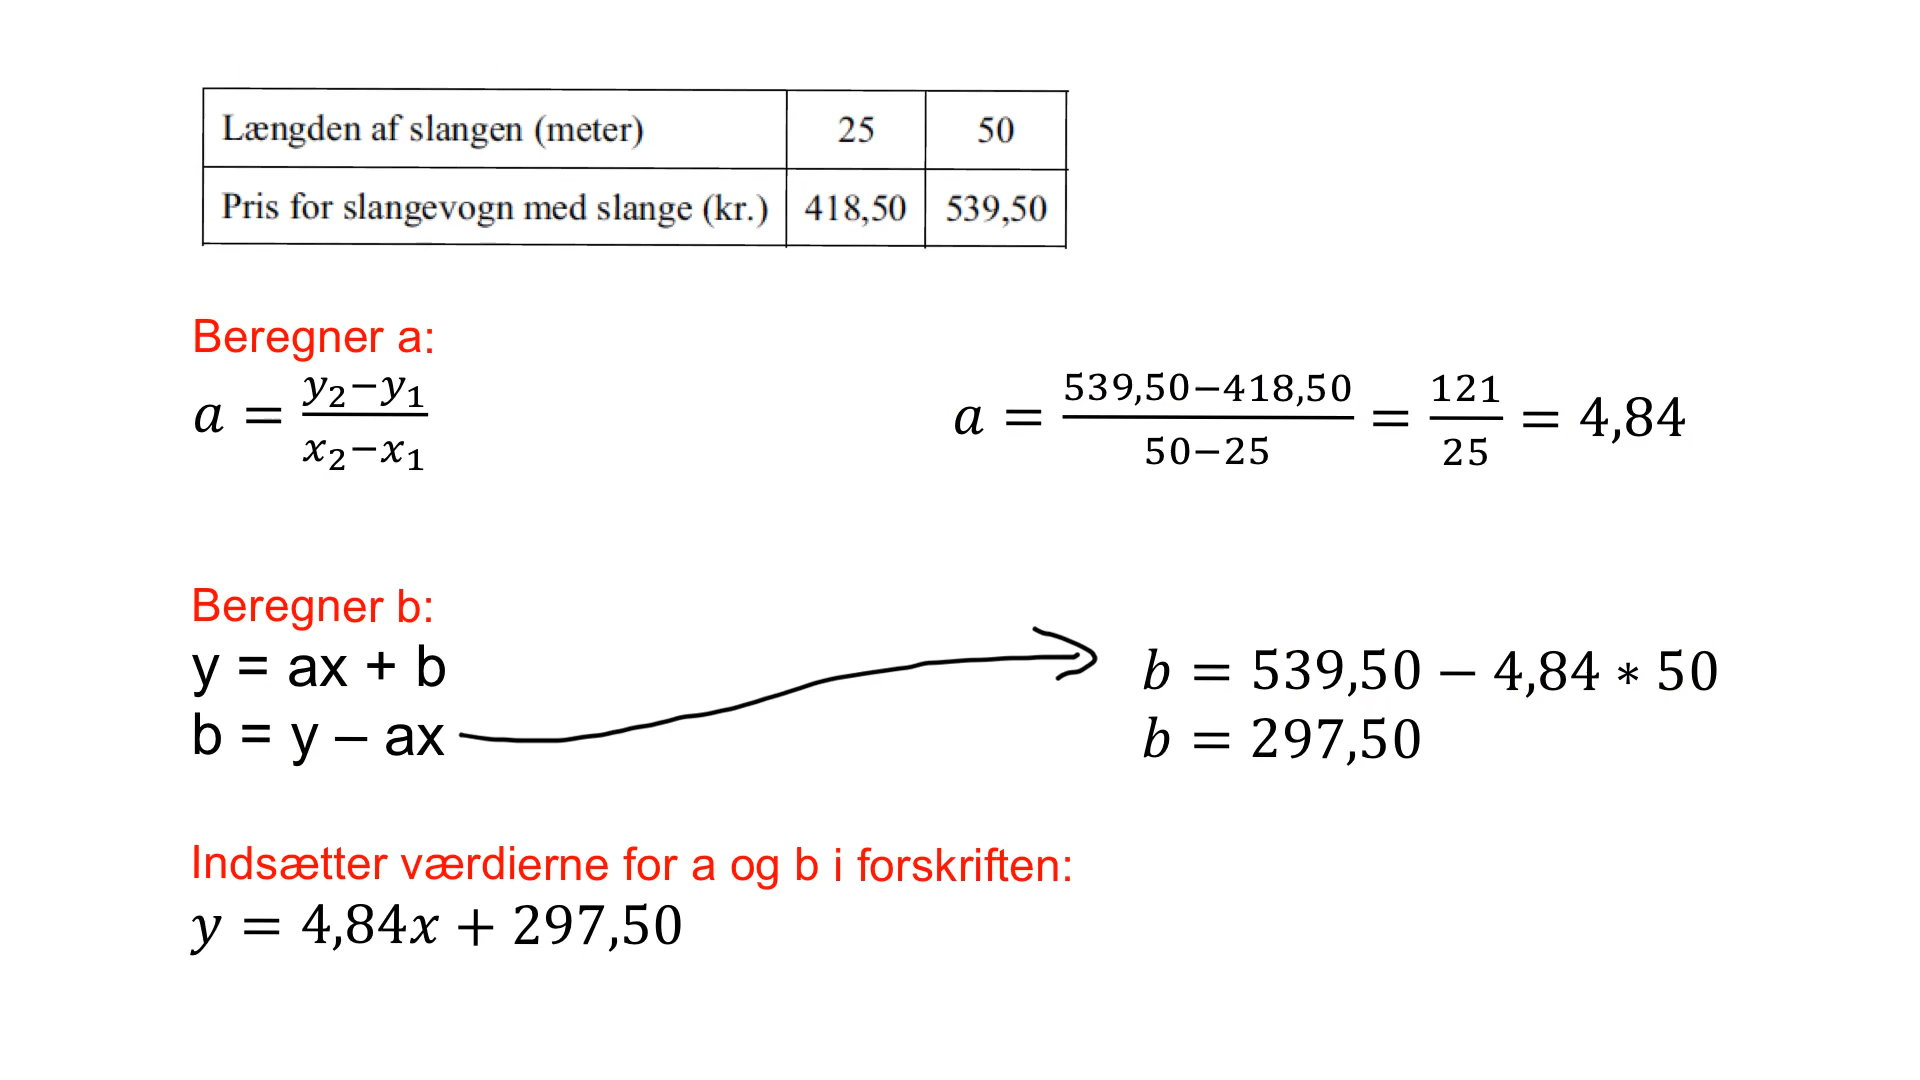 Længden af slangen (meter) 25 50
Pris for slangevogn med slange (kr.) 418,50 539,50
Beregner a:
a = y₂−y₁ / x₂−x₁
a = 539,50−418,50 / 50−25 = 121 / 25 = 4,84
Beregner b:
y = ax + b
b = y – ax
b = 539,50 − 4,84 ∗ 50
b = 297,50
Indsætter værdierne for a og b i forskriften:
y = 4,84x + 297,50